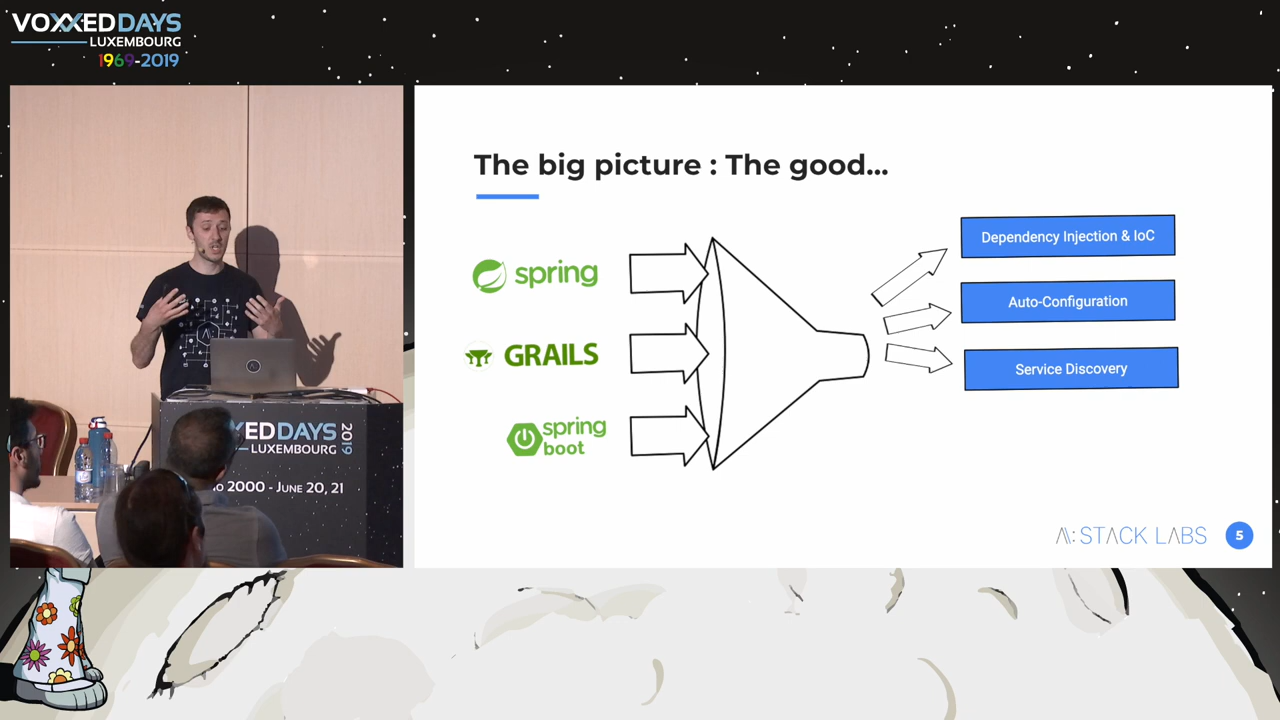 VOXXEDDAYS
LUXEMBOURG
1969-2019
The big picture : The good...
spring
GRAILS
spring
boot
Dependency Injection & IoC
Auto-Configuration
Service Discovery
STACK LABS
5
EDDAYS
LUXEMBOURG
2019
2000 - JUNE 20, 21